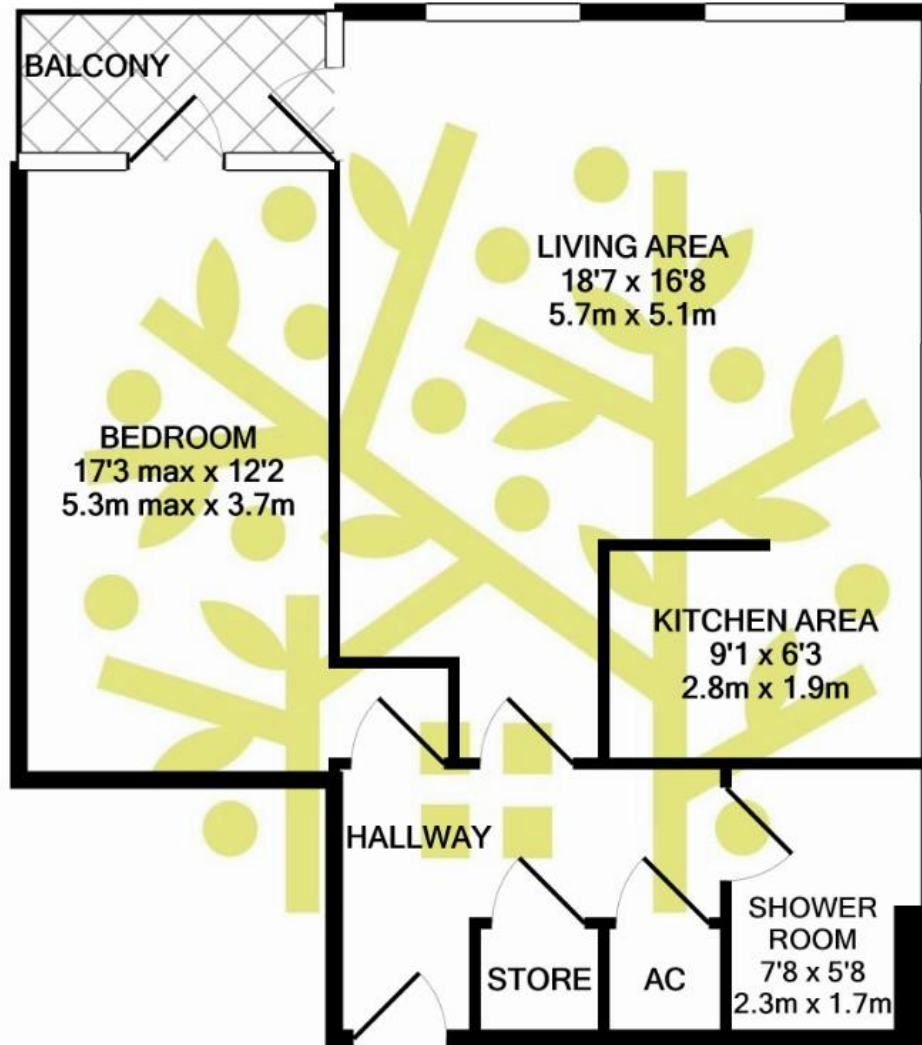 BALCONY
LIVING AREA
18'7 x 16'8
5.7m x 5.1m
BEDROOM
17'3 max x 12'2
5.3m max x 3.7m
KITCHEN AREA
9'1 x 6'3
2.8m x 1.9m
HALLWAY
SHOWER
ROOM
7'8 x 5'8
2.3m x 1.7m
STORE
AC